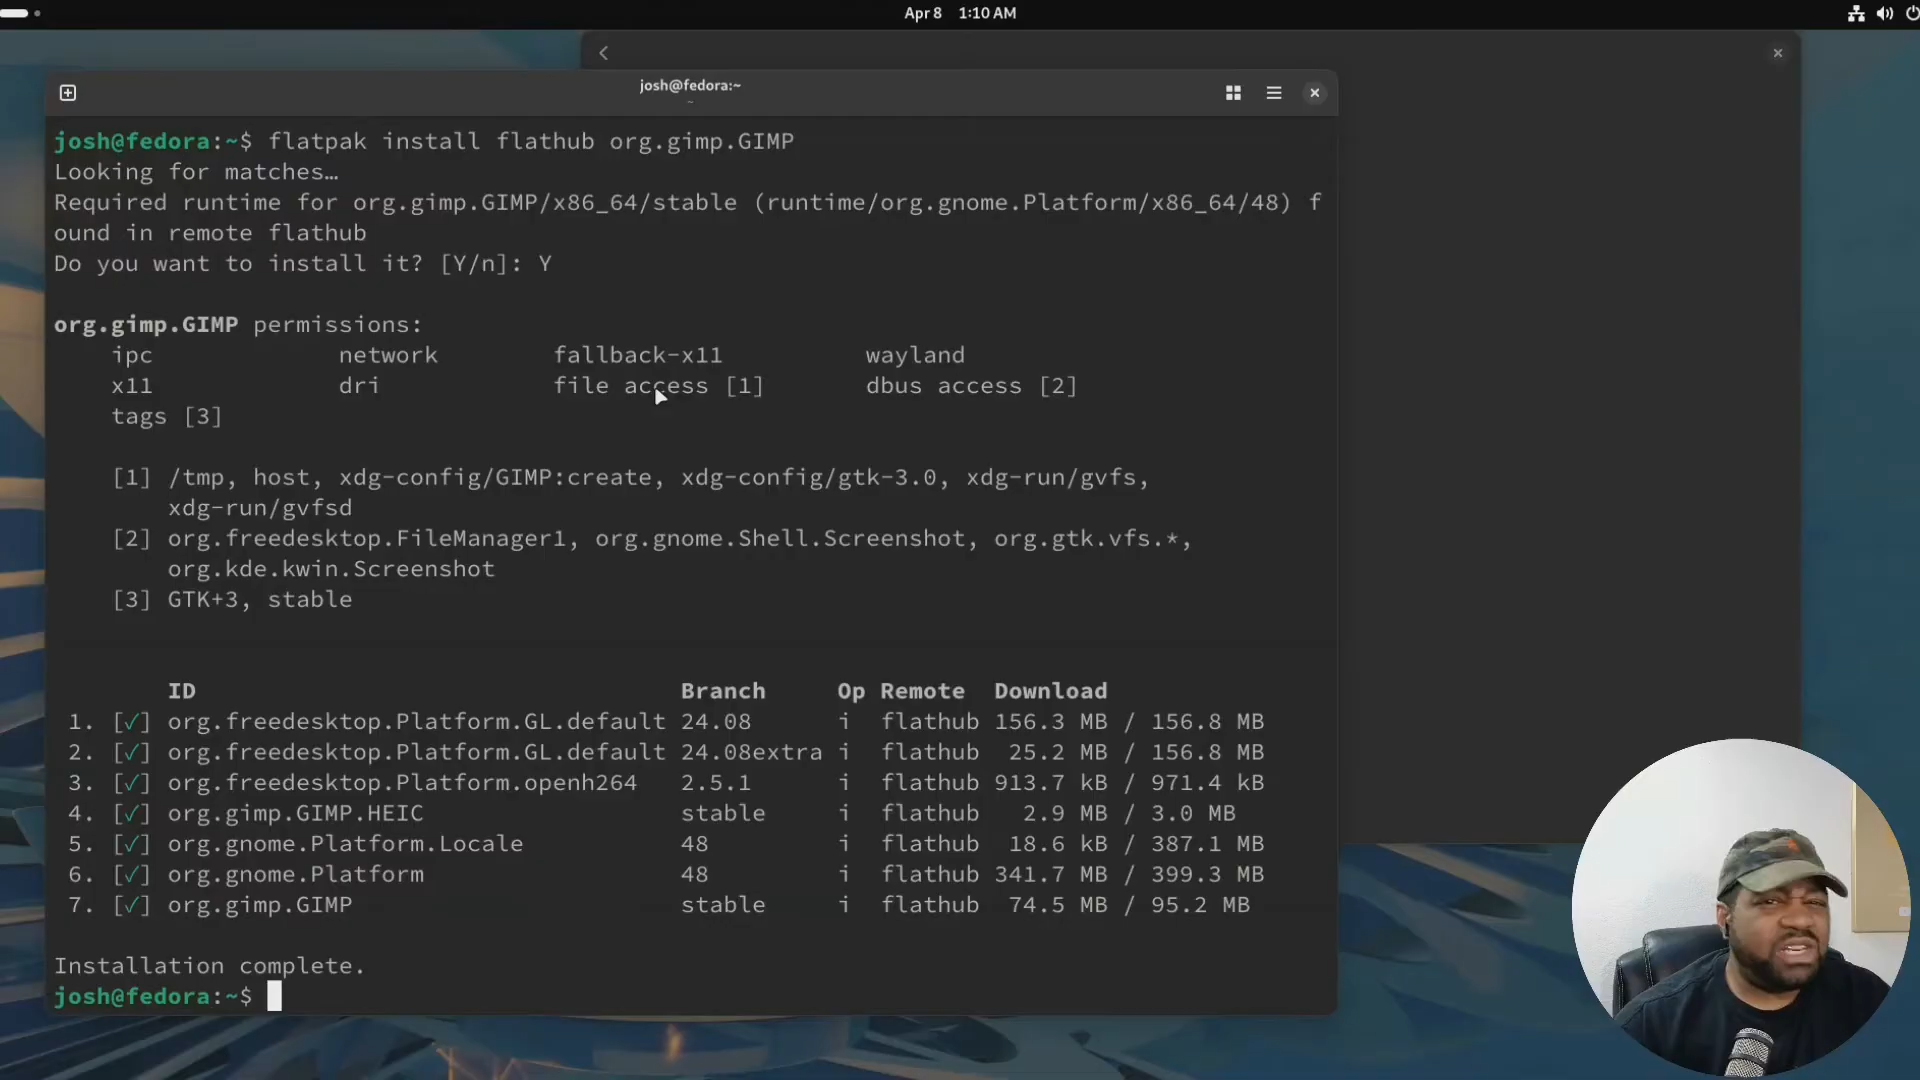 Apr 8 1:10 AM
josh@fedora:~
~
josh@fedora:~$ flatpak install flathub org.gimp.GIMP
Looking for matches…
Required runtime for org.gimp.GIMP/x86_64/stable (runtime/org.gnome.Platform/x86_64/48) f
ound in remote flathub
Do you want to install it? [Y/n]: Y
org.gimp.GIMP permissions:
ipc network fallback-x11 wayland
x11 dri file access [1] dbus access [2]
tags [3]
[1] /tmp, host, xdg-config/GIMP:create, xdg-config/gtk-3.0, xdg-run/gvfs,
xdg-run/gvfsd
[2] org.freedesktop.FileManager1, org.gnome.Shell.Screenshot, org.gtk.vfs.*,
org.kde.kwin.Screenshot
[3] GTK+3, stable
ID Branch Op Remote Download
1. [✓] org.freedesktop.Platform.GL.default 24.08 i flathub 156.3 MB / 156.8 MB
2. [✓] org.freedesktop.Platform.GL.default 24.08extra i flathub 25.2 MB / 156.8 MB
3. [✓] org.freedesktop.Platform.openh264 2.5.1 i flathub 913.7 kB / 971.4 kB
4. [✓] org.gimp.GIMP.HEIC stable i flathub 2.9 MB / 3.0 MB
5. [✓] org.gnome.Platform.Locale 48 i flathub 18.6 kB / 387.1 MB
6. [✓] org.gnome.Platform 48 i flathub 341.7 MB / 399.3 MB
7. [✓] org.gimp.GIMP stable i flathub 74.5 MB / 95.2 MB
Installation complete.
josh@fedora:~$